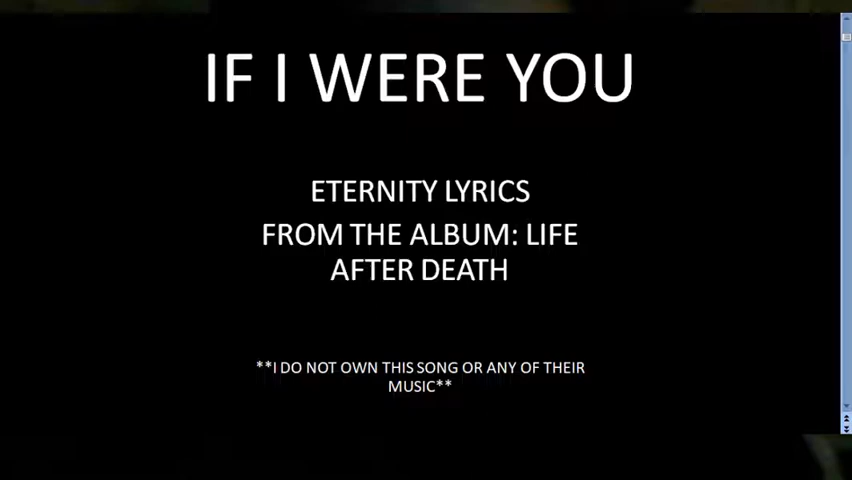 IF I WERE YOU
ETERNITY LYRICS
FROM THE ALBUM: LIFE
AFTER DEATH
**I DO NOT OWN THIS SONG OR ANY OF THEIR
MUSIC**